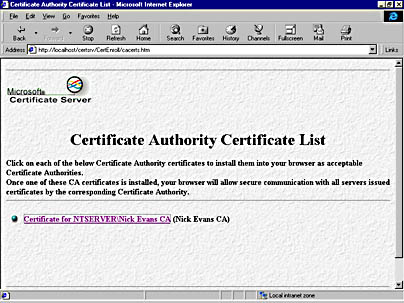 Certificate Authority Certificate List - Microsoft Internet Explorer
File Edit View Go Favorites Help
Back Forward Stop Refresh Home Search Favorites History Channels Fullscreen Mail Print
Address http://localhost/certsrv/CertEnroll/cacerts.htm Links
Microsoft
Certificate Server
Certificate Authority Certificate List
Click on each of the below Certificate Authority certificates to install them into your browser as acceptable
Certificate Authorities.
Once one of these CA certificates is installed, your browser will allow secure communication with all servers issued
certificates by the corresponding Certificate Authority.
Certificate for NTSERVER\Nick Evans CA (Nick Evans CA)
Local intranet zone